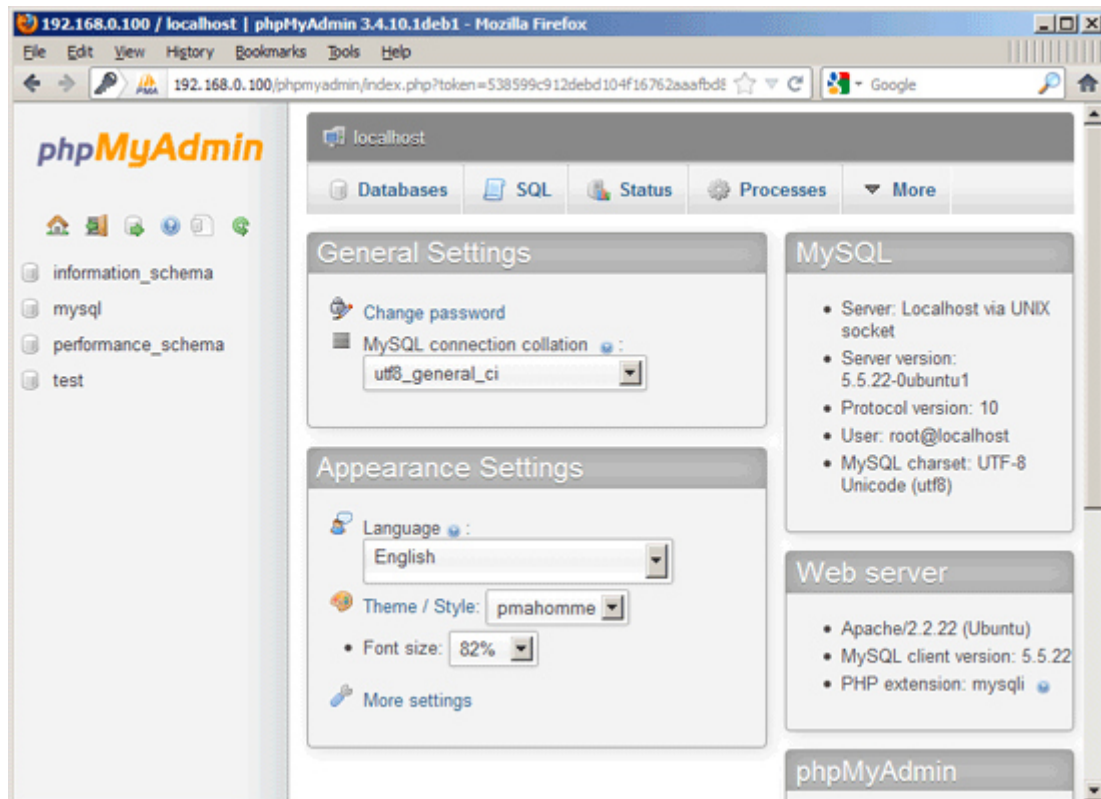 192.168.0.100 / localhost | phpMyAdmin 3.4.10.1deb1 - Mozilla Firefox
File Edit View History Bookmarks Tools Help
192.168.0.100/phpmyadmin/index.php?token=538599c912debd104f16762aaafbd8
Google
phpMyAdmin
information_schema
mysql
performance_schema
test
localhost
Databases SQL Status Processes More
General Settings
Change password
MySQL connection collation :
utf8_general_ci
Appearance Settings
Language :
English
Theme / Style: pmahomme
Font size: 82%
More settings
MySQL
Server: Localhost via UNIX
socket
Server version:
5.5.22-0ubuntu1
Protocol version: 10
User: root@localhost
MySQL charset: UTF-8
Unicode (utf8)
Web server
Apache/2.2.22 (Ubuntu)
MySQL client version: 5.5.22
PHP extension: mysqli
phpMyAdmin